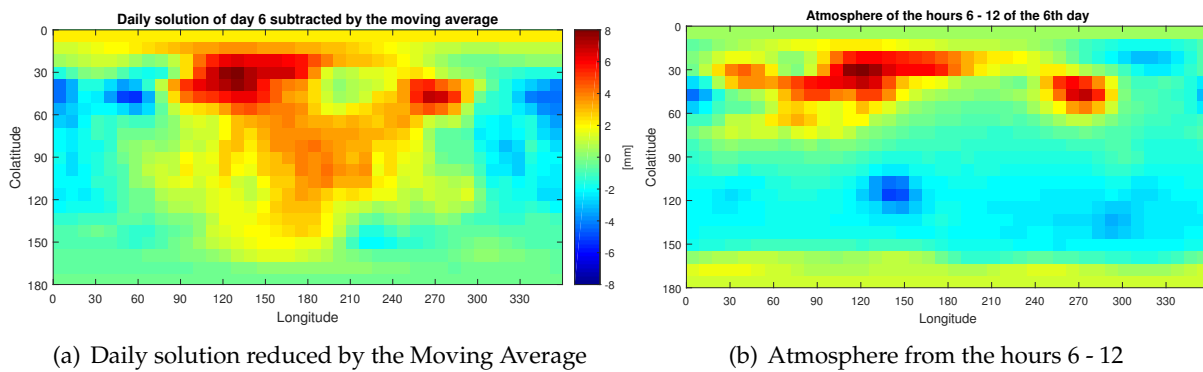 Daily solution of day 6 subtracted by the moving average
0
30
60
90
120
150
180
Colatitude
0 30 60 90 120 150 180 210 240 270 300 330
Longitude
8
6
4
2
0
-2
-4
-6
-8
[mm]
(a) Daily solution reduced by the Moving Average
Atmosphere of the hours 6 - 12 of the 6th day
0
30
60
90
120
150
180
Colatitude
0 30 60 90 120 150 180 210 240 270 300 330
Longitude
(b) Atmosphere from the hours 6 - 12